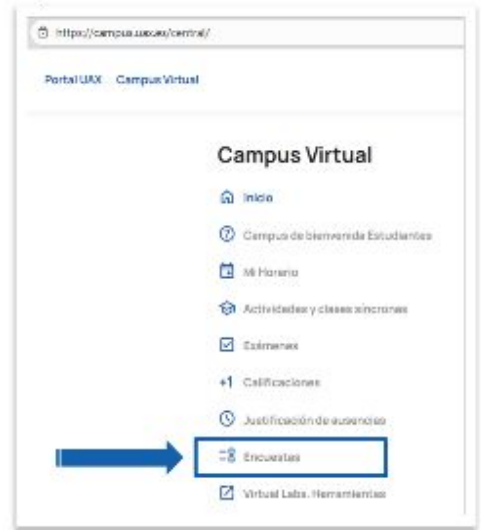 https://campus.uax.es/central/
Portal UAX Campus Virtual
Campus Virtual
Inicio
Campus de bienvenida Estudiantes
Mi Horario
Actividades y clases síncronas
Exámenes
+1 Calificaciones
Justificación de ausencias
Encuestas
Virtual Labs. Herramientas